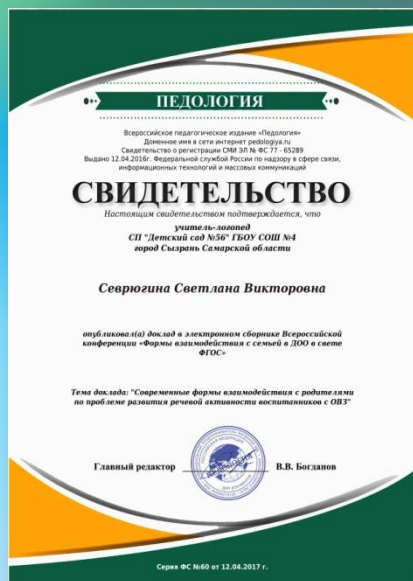 ПЕДОЛОГИЯ
Всероссийское педагогическое издание «Педология»
Доменное имя в сети интернет pedologiya.ru
Свидетельство о регистрации СМИ ЭЛ № ФС 77 - 65289
Выдано 12.04.2016г. Федеральной службой России по надзору в сфере связи,
информационных технологий и массовых коммуникаций
СВИДЕТЕЛЬСТВО
Настоящим свидетельством подтверждается, что
учитель-логопед
СП "Детский сад №56" ГБОУ СОШ №4
город Сызрань Самарской области
Севрюгина Светлана Викторовна
опубликовал(а) доклад в электронном сборнике Всероссийской
конференции «Формы взаимодействия с семьей в ДОО в свете
ФГОС»
Тема доклада: "Современные формы взаимодействия с родителями
по проблеме развития речевой активности воспитанников с ОВЗ"
Главный редактор В.В. Богданов
Серия ФС №60 от 12.04.2017 г.